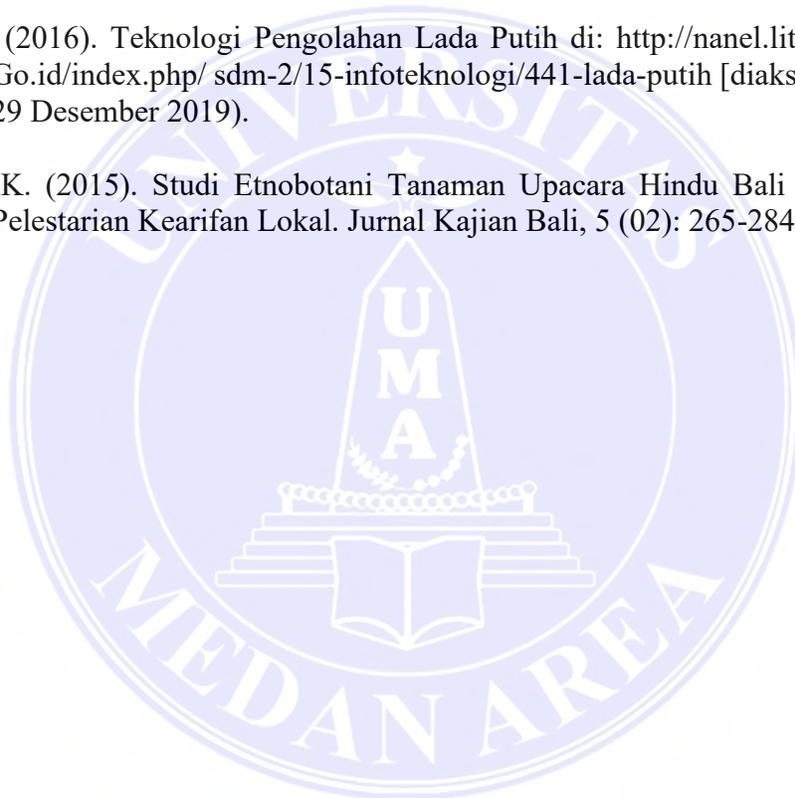 (2016). Teknologi Pengolahan Lada Putih di: http://nanel.lit
Go.id/index.php/ sdm-2/15-infoteknologi/441-lada-putih [diaks
29 Desember 2019).
K. (2015). Studi Etnobotani Tanaman Upacara Hindu Bali
Pelestarian Kearifan Lokal. Jurnal Kajian Bali, 5 (02): 265-284
UNIVERSITAS
UMA
MEDAN AREA